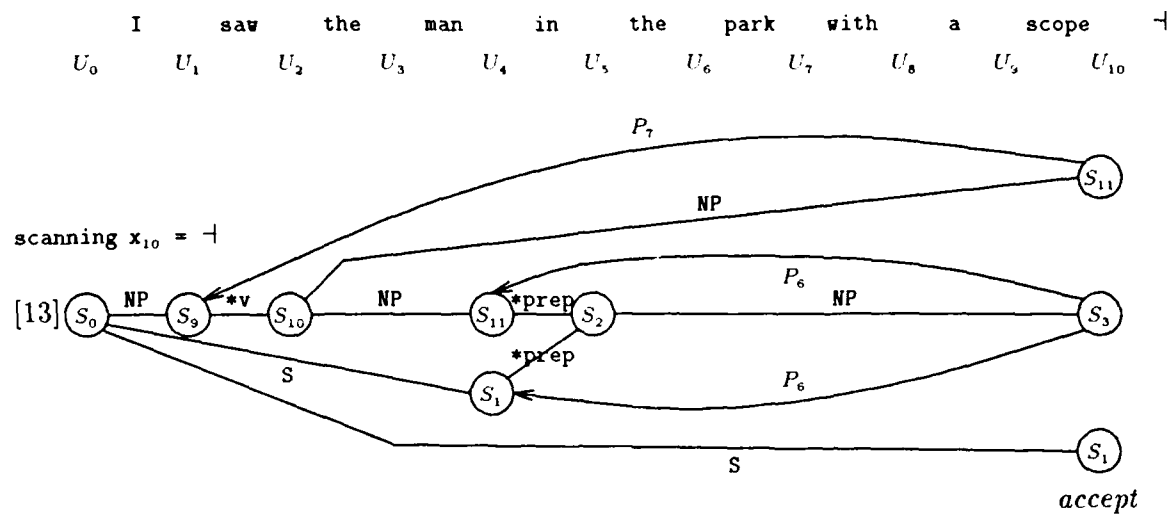 I saw the man in the park with a scope ⊣
U₀ U₁ U₂ U₃ U₄ U₅ U₆ U₇ U₈ U₉ U₁₀
P₇
S₁₁
NP
scanning x₁₀ = ⊣
P₆
[13] S₀ NP S₉ *v S₁₀ NP S₁₁ *prep S₂ NP S₃
*prep
S
S₁
P₆
S₁
S
accept